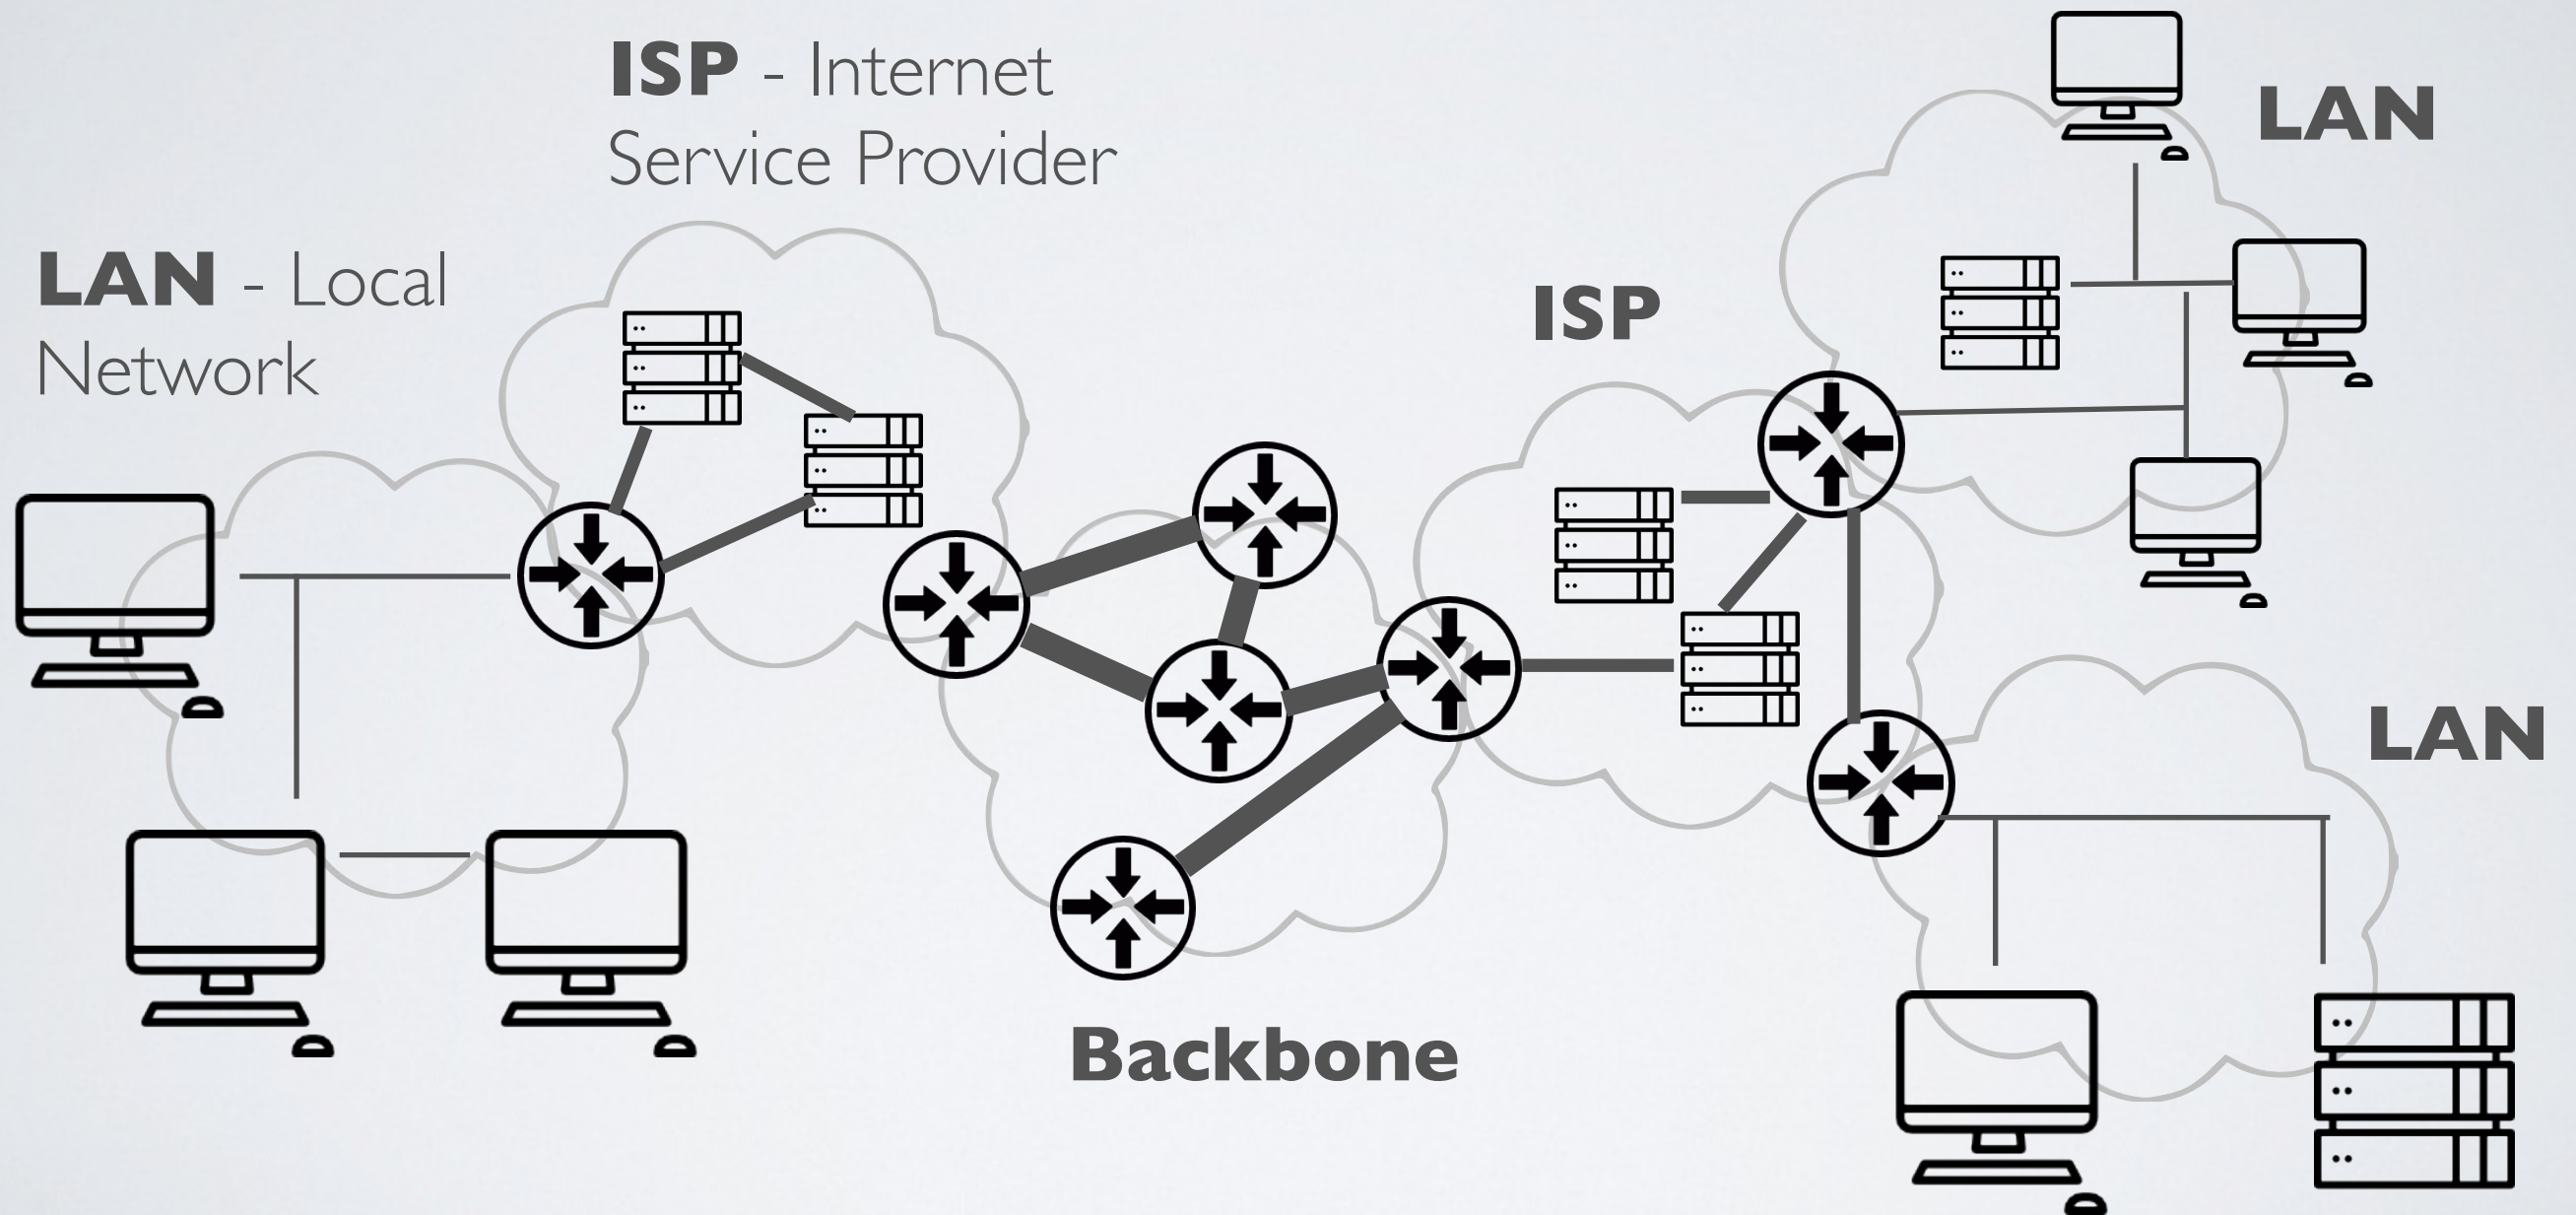 ISP - Internet
Service Provider
LAN - Local
Network
LAN
ISP
LAN
Backbone